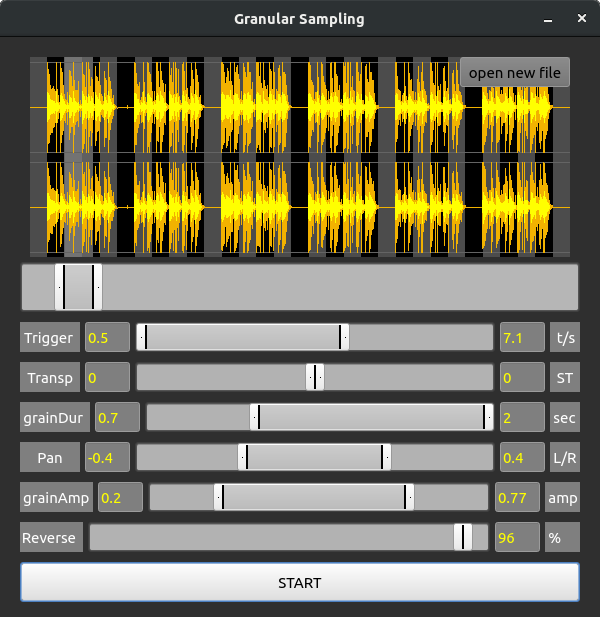 Granular Sampling
open new file
Trigger 0.5 7.1 t/s
Transp 0 0 ST
grainDur 0.7 2 sec
Pan -0.4 0.4 L/R
grainAmp 0.2 0.77 amp
Reverse 96 %
START